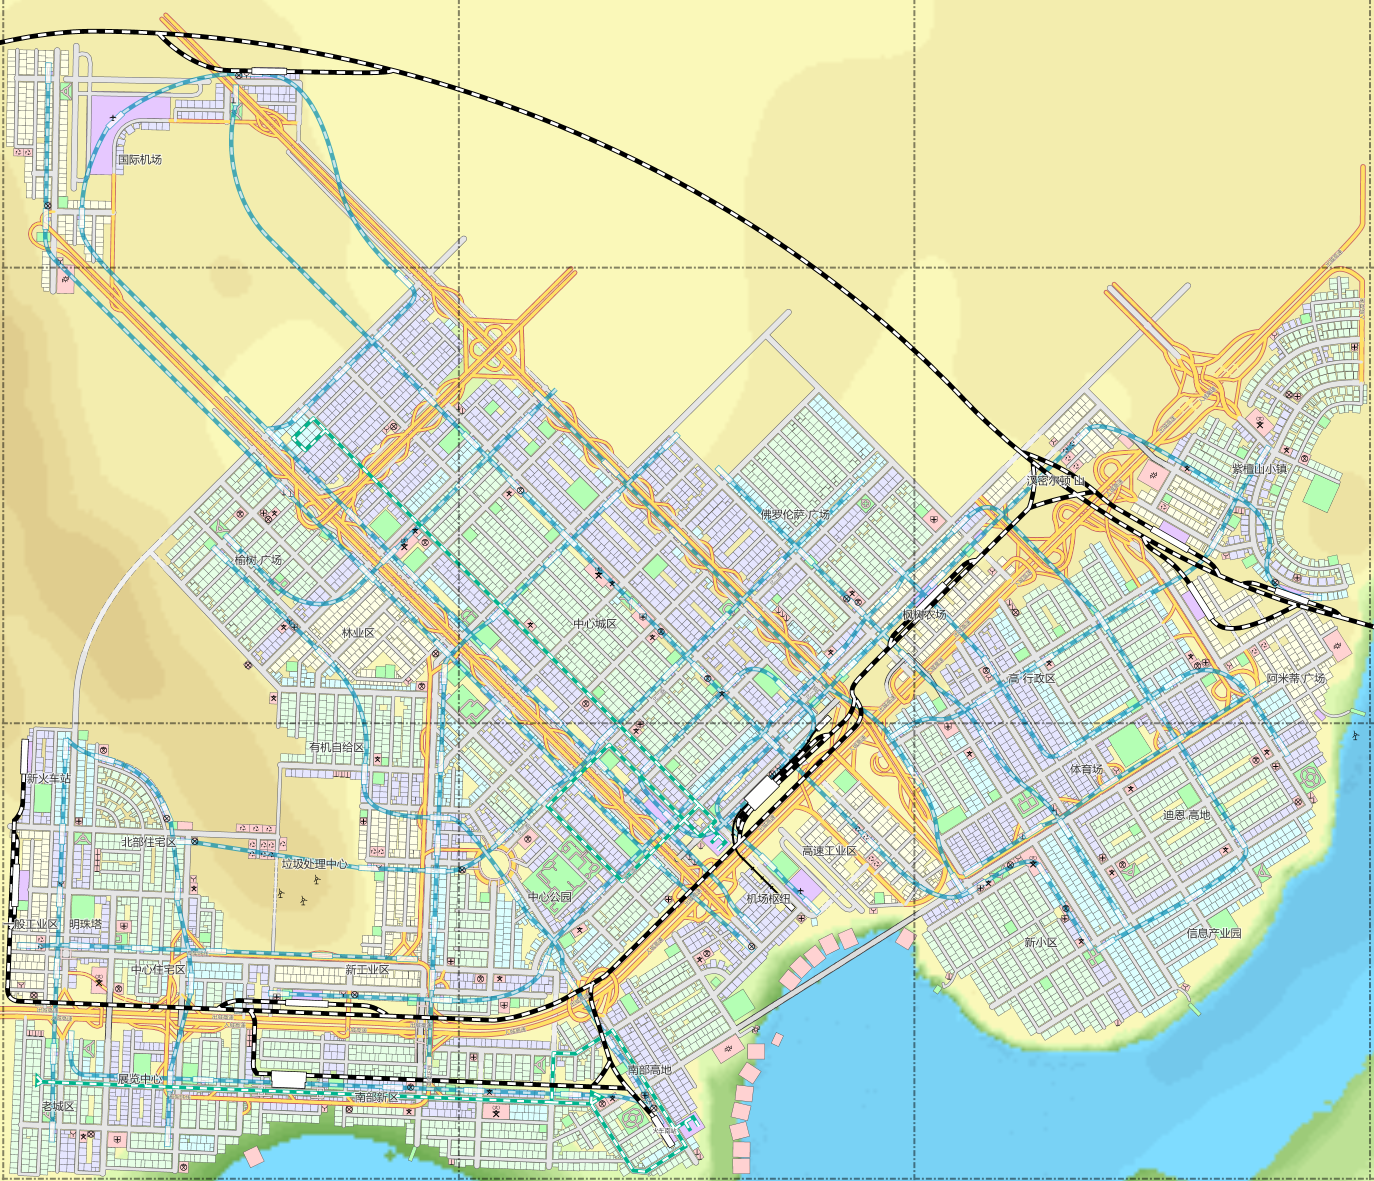 国际机场
紫檀山小镇
汉密尔顿 山
佛罗伦萨 广场
榆树 广场
枫树农场
中心城区
林业区
高 行政区
阿米蒂 广场
有机自给区
体育场
新火车站
迪恩 高地
北部住宅区
高速工业区
垃圾处理中心
中心公园
机场枢纽
般工业区
明珠塔
信息产业园
新小区
中心住宅区
新工业区
南部高地
展览中心
南部新区
老城区